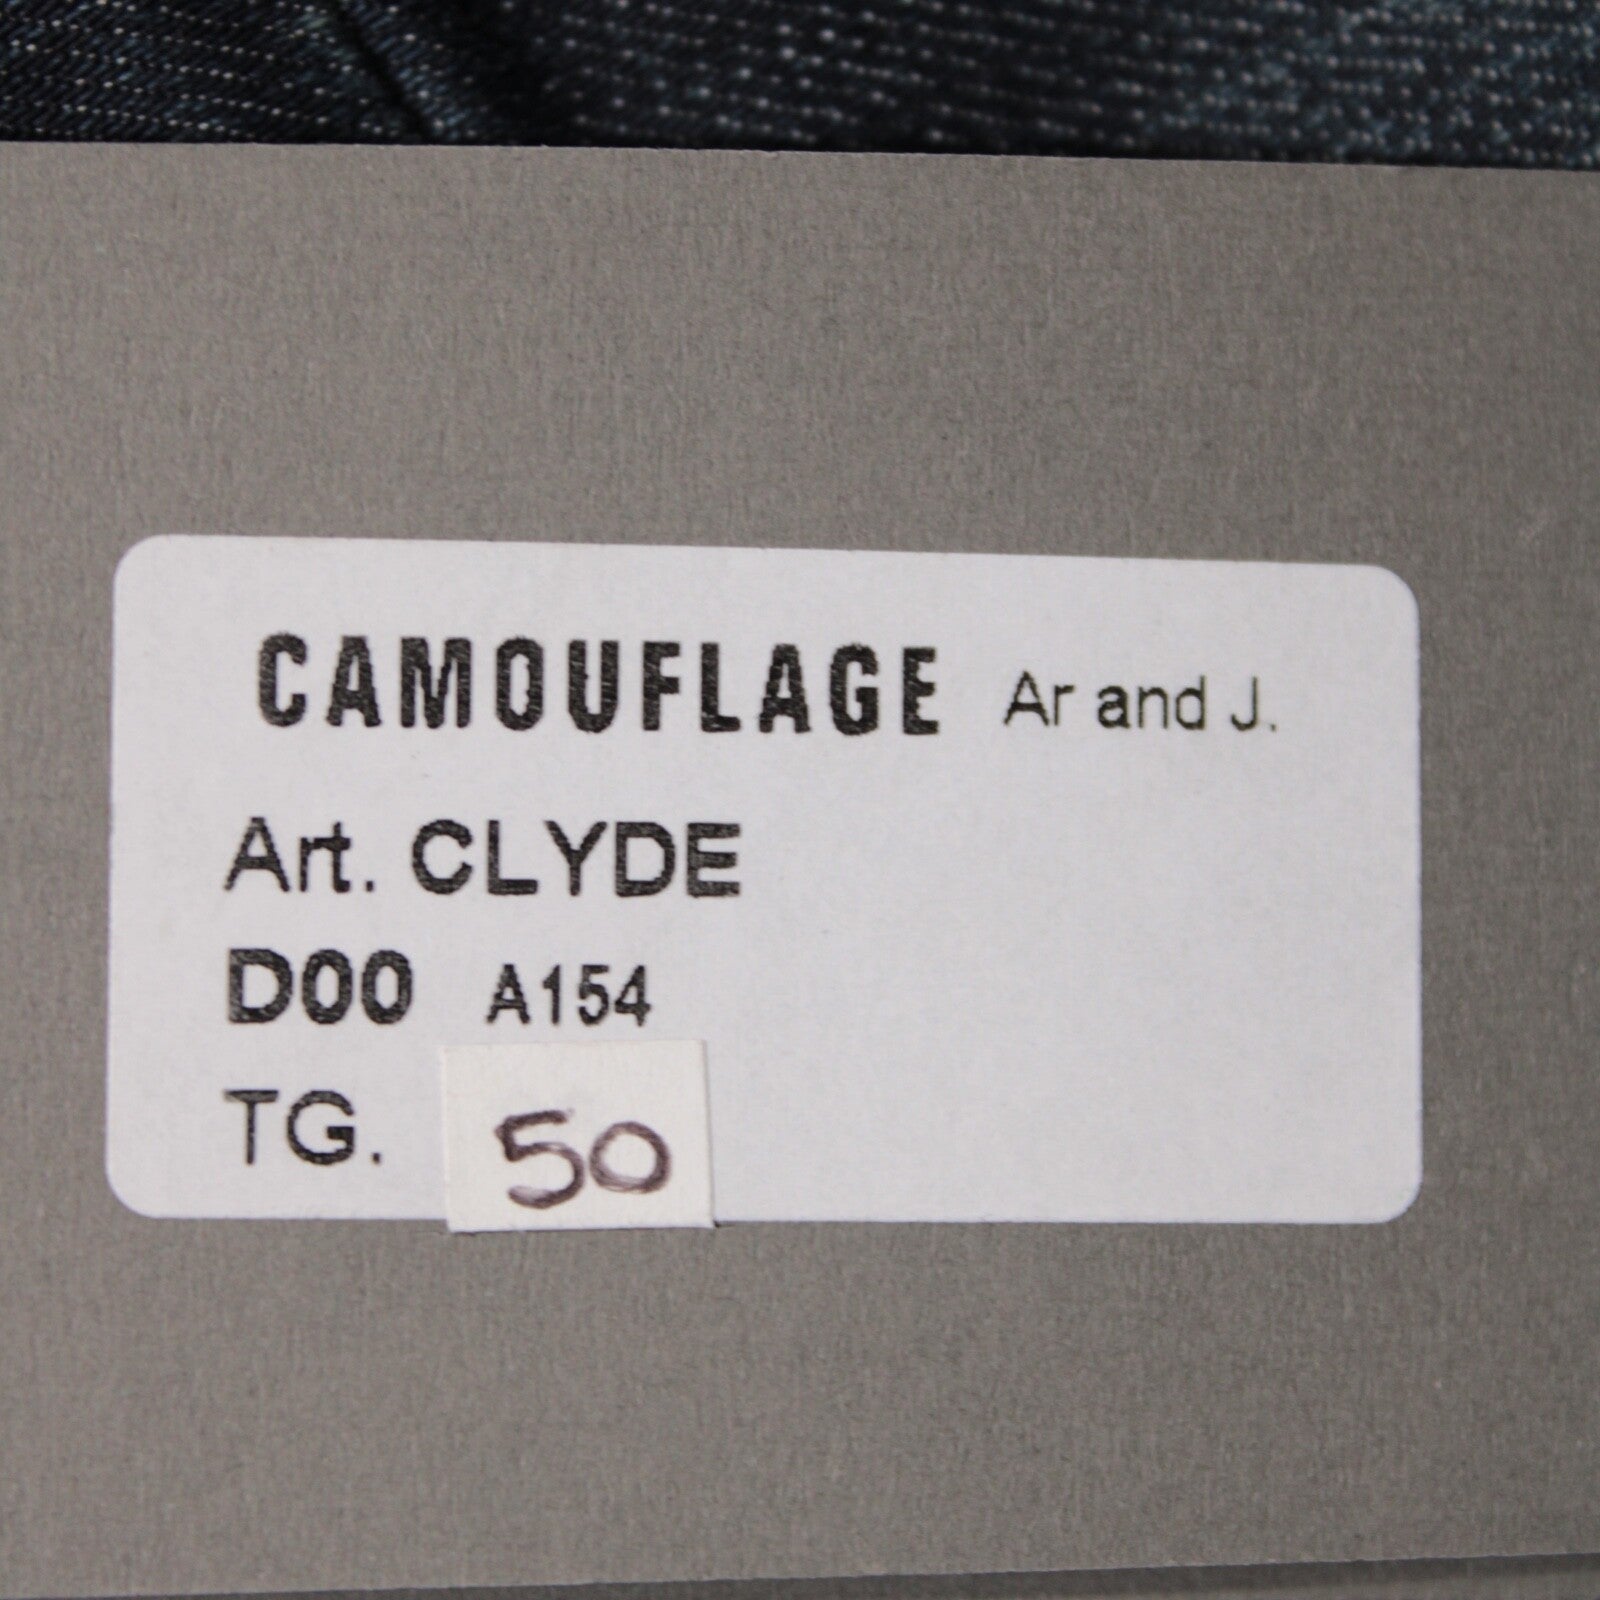 CAMOUFLAGE Ar and J.
Art. CLYDE
D00 A154
TG. 50